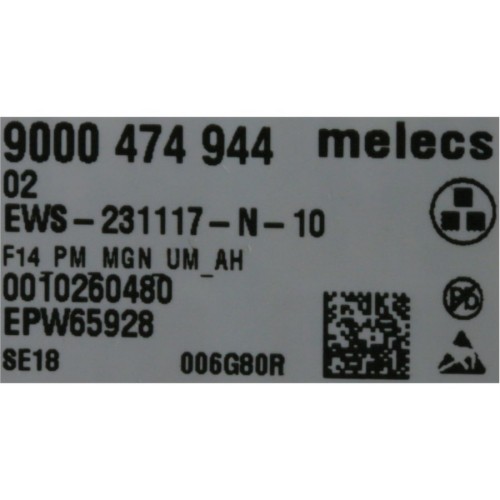 9000 474 944 melecs
02
EWS-231117-N-10
F14_PM_MGN_UM_AH
0010260480
Pb
EPW65928
SE18 006G80R